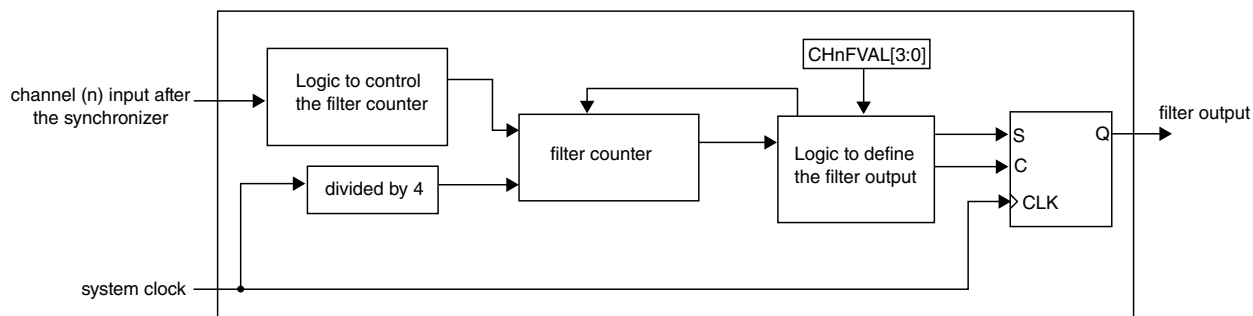 CHnFVAL[3:0]
Logic to control
the filter counter
channel (n) input after
the synchronizer
filter output
S
Q
filter counter
Logic to define
the filter output
C
divided by 4
CLK
system clock